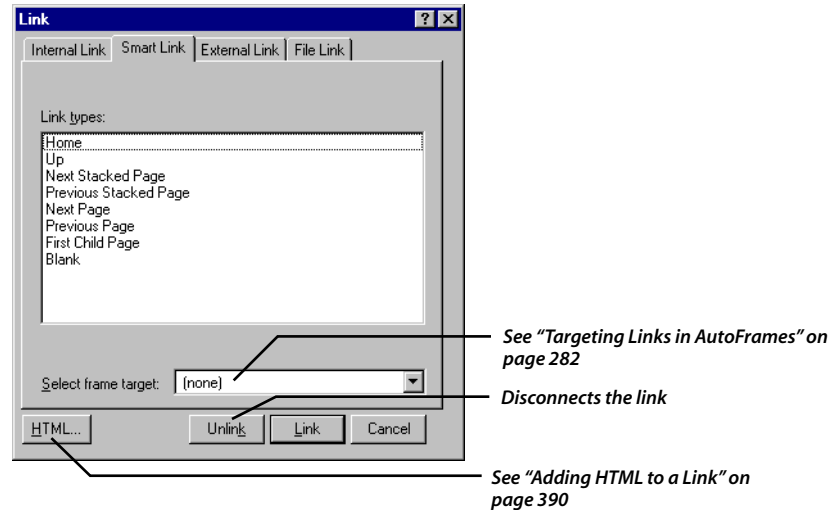 Link
Internal Link Smart Link External Link File Link
Link types:
Home
Up
Next Stacked Page
Previous Stacked Page
Next Page
Previous Page
First Child Page
Blank
See “Targeting Links in AutoFrames” on
page 282
Select frame target: (none)
Disconnects the link
HTML... Unlink Link Cancel
See “Adding HTML to a Link” on
page 390